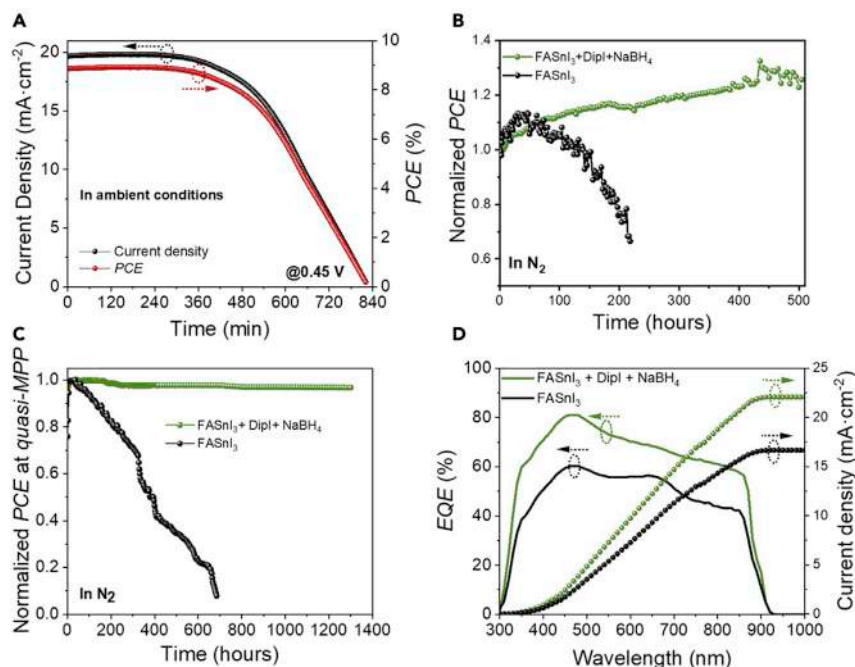 A
Current Density (mA·cm⁻²)
20
15
10
5
0
10
8
6
4
2
0
PCE (%)
In ambient conditions
Current density
PCE
@0.45 V
0 120 240 360 480 600 720 840
Time (min)
B
Normalized PCE
1.4
1.2
1.0
0.8
0.6
FASnI₃+DipI+NaBH₄
FASnI₃
In N₂
0 100 200 300 400 500
Time (hours)
C
Normalized PCE at quasi-MPP
1.0
0.8
0.6
0.4
0.2
0.0
FASnI₃ + DipI + NaBH₄
FASnI₃
In N₂
0 200 400 600 800 1000 1200 1400
Time (hours)
D
EQE (%)
100
80
60
40
20
0
FASnI₃ + DipI + NaBH₄
FASnI₃
25
20
15
10
5
0
Current density (mA·cm⁻²)
300 400 500 600 700 800 900 1000
Wavelength (nm)